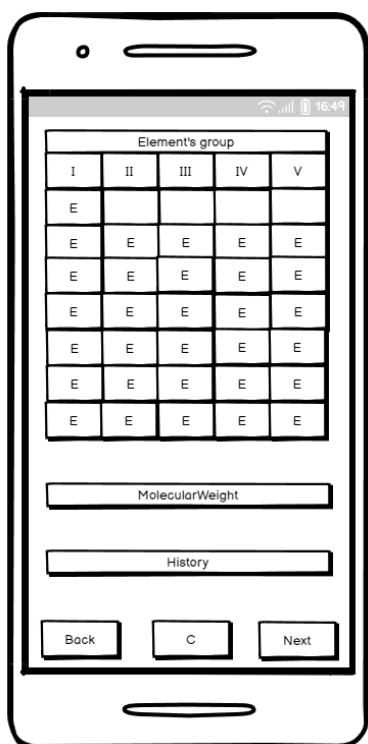 16:49
Element's group
I II III IV V
E
E E E E E
E E E E E
E E E E E
E E E E E
E E E E E
E E E E E
MolecularWeight
History
Back C Next